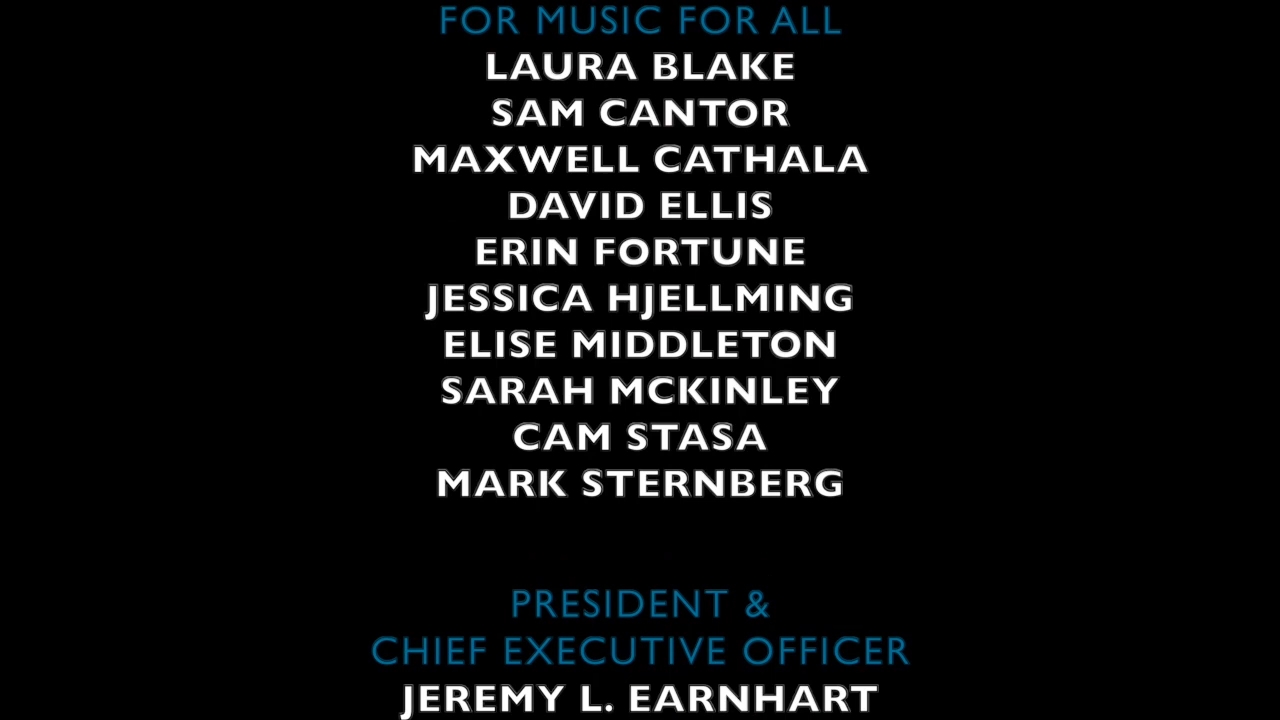 FOR MUSIC FOR ALL
LAURA BLAKE
SAM CANTOR
MAXWELL CATHALA
DAVID ELLIS
ERIN FORTUNE
JESSICA HJELLMING
ELISE MIDDLETON
SARAH MCKINLEY
CAM STASA
MARK STERNBERG
PRESIDENT &
CHIEF EXECUTIVE OFFICER
JEREMY L. EARNHART